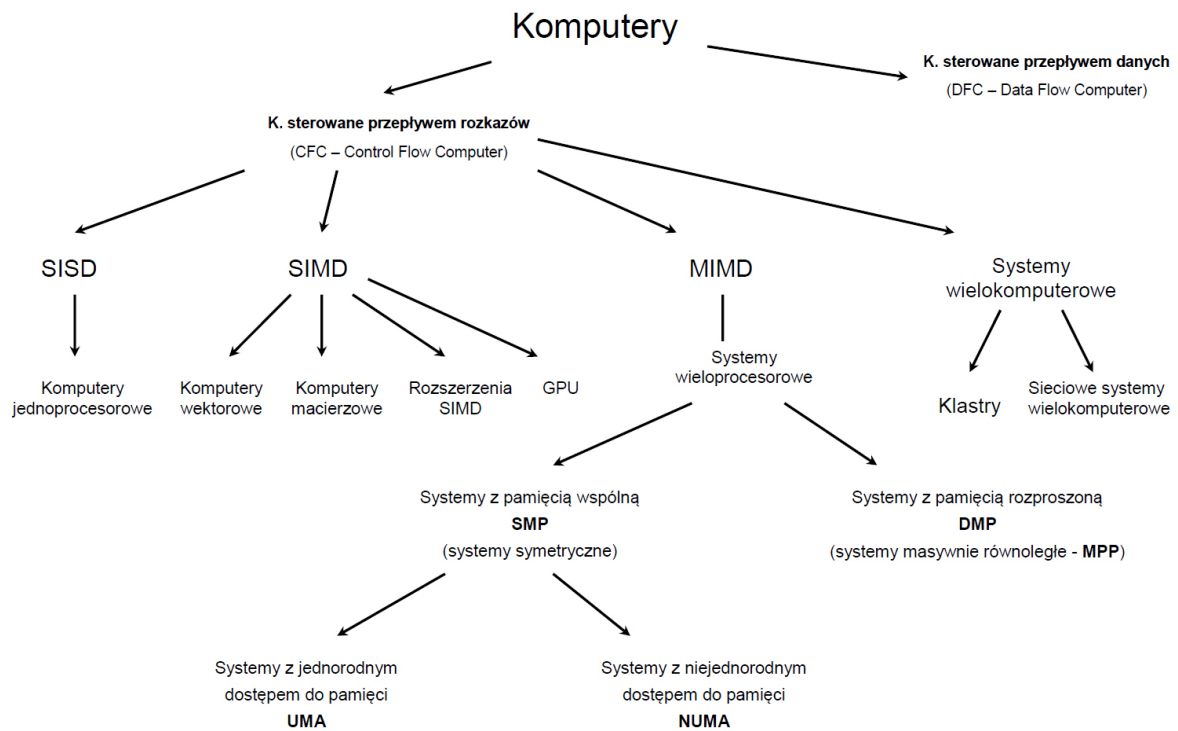 Komputery
K. sterowane przepływem danych
(DFC – Data Flow Computer)
K. sterowane przepływem rozkazów
(CFC – Control Flow Computer)
SISD
SIMD
MIMD
Systemy
wielokomputerowe
Komputery
jednoprocesorowe
Komputery
wektorowe
Komputery
macierzowe
Rozszerzenia
SIMD
GPU
Systemy
wieloprocesorowe
Klastry
Sieciowe systemy
wielokomputerowe
Systemy z pamięcią wspólną
SMP
(systemy symetryczne)
Systemy z pamięcią rozproszoną
DMP
(systemy masywnie równoległe - MPP)
Systemy z jednorodnym
dostępem do pamięci
UMA
Systemy z niejednorodnym
dostępem do pamięci
NUMA